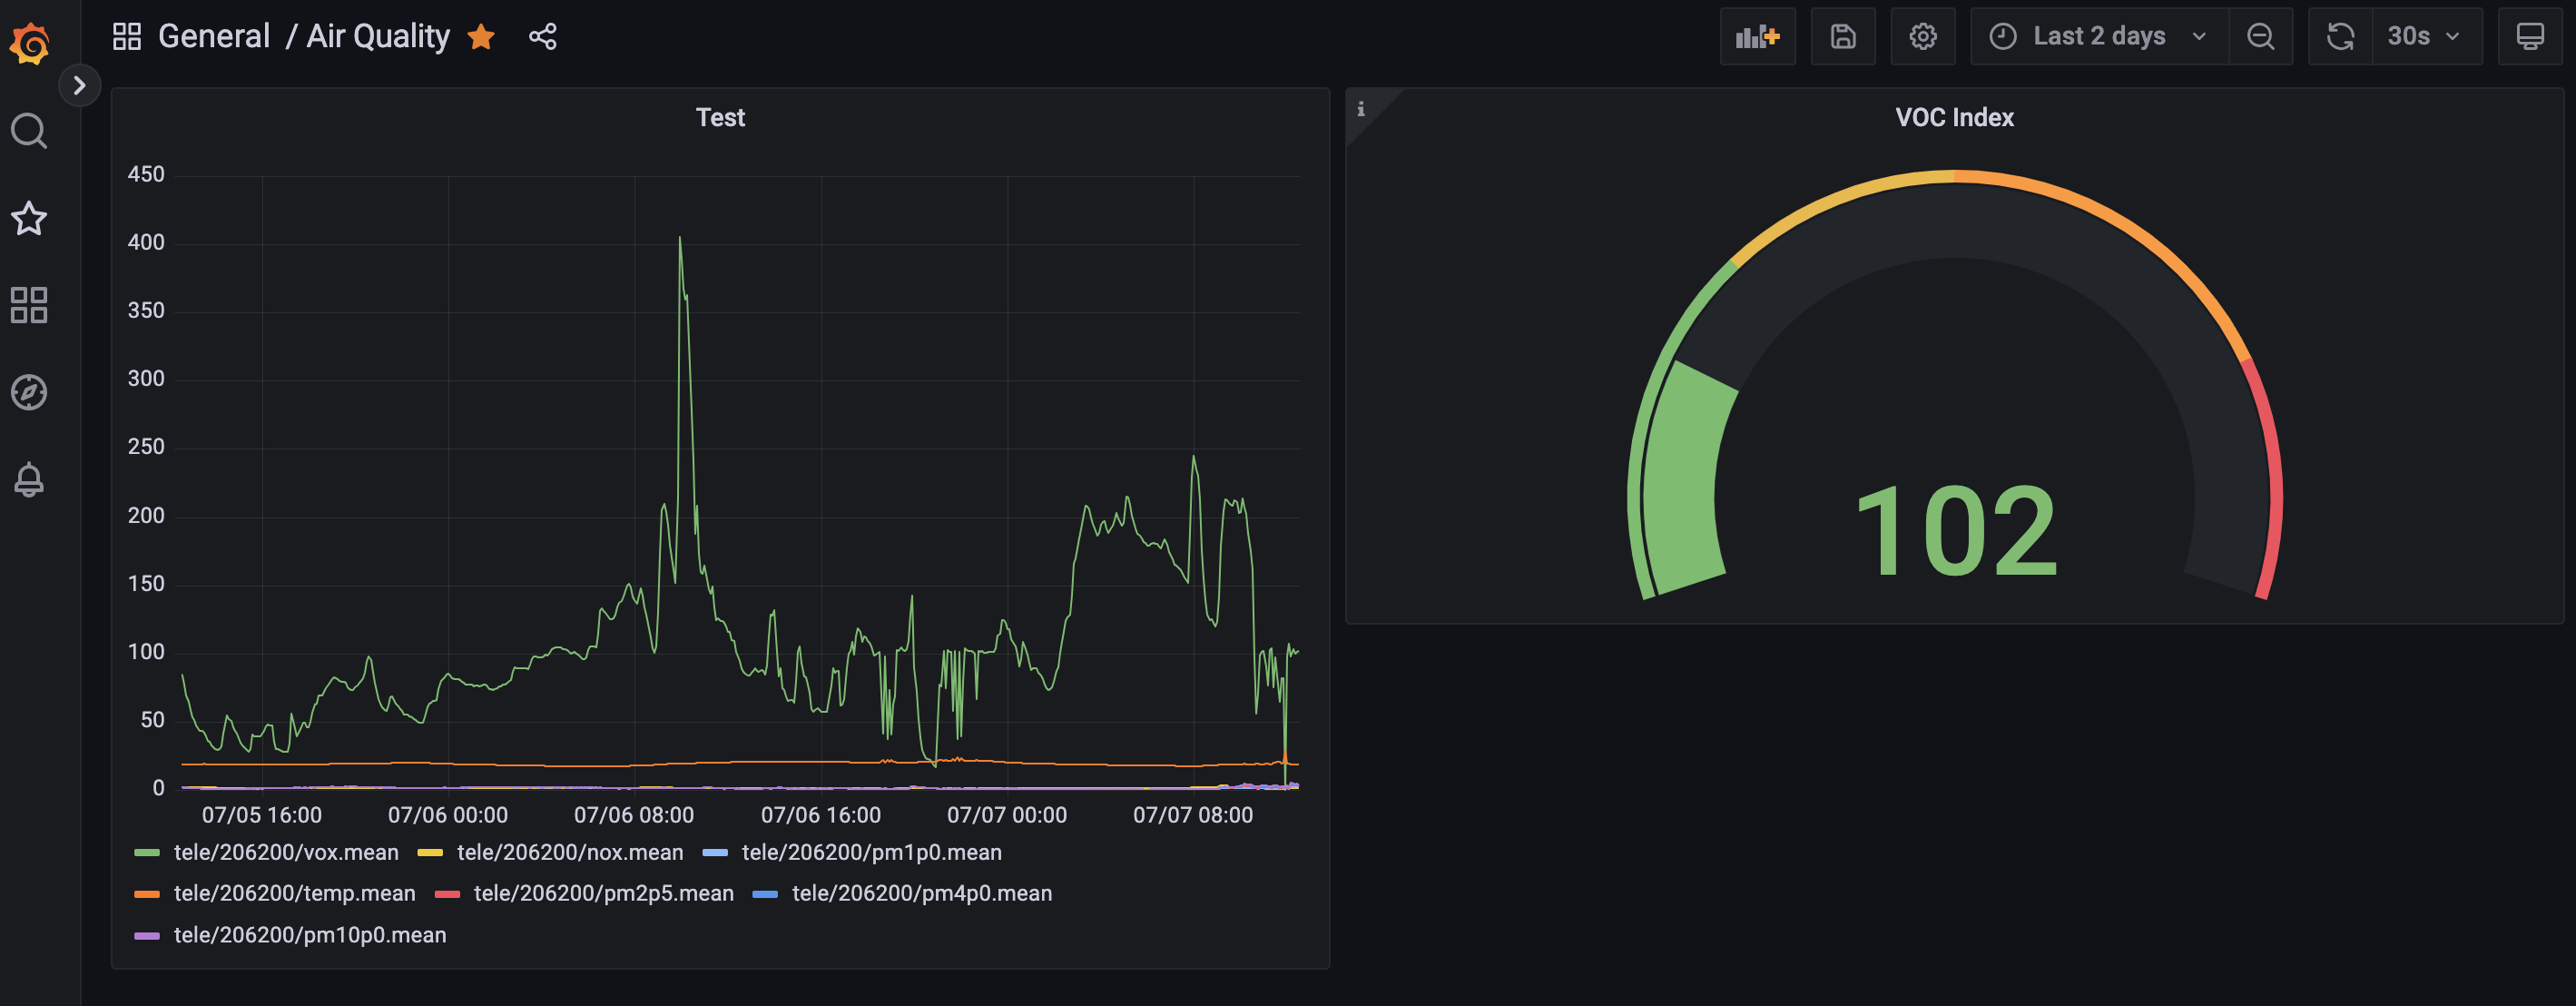 General / Air Quality
Last 2 days
30s
Test
450
400
350
300
250
200
150
100
50
0
07/05 16:00 07/06 00:00 07/06 08:00 07/06 16:00 07/07 00:00 07/07 08:00
tele/206200/vox.mean tele/206200/nox.mean tele/206200/pm1p0.mean
tele/206200/temp.mean tele/206200/pm2p5.mean tele/206200/pm4p0.mean
tele/206200/pm10p0.mean
i
VOC Index
102